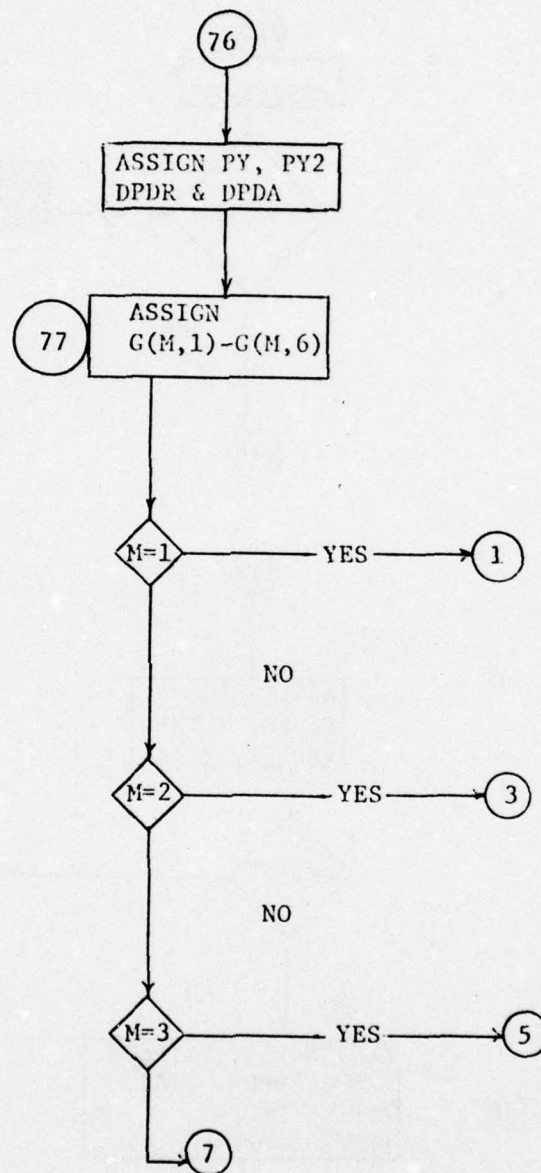 76
ASSIGN PY, PY2
DPDR & DPDA
77
ASSIGN
G(M,1)-G(M,6)
M=1
YES
1
NO
M=2
YES
3
NO
M=3
YES
5
7